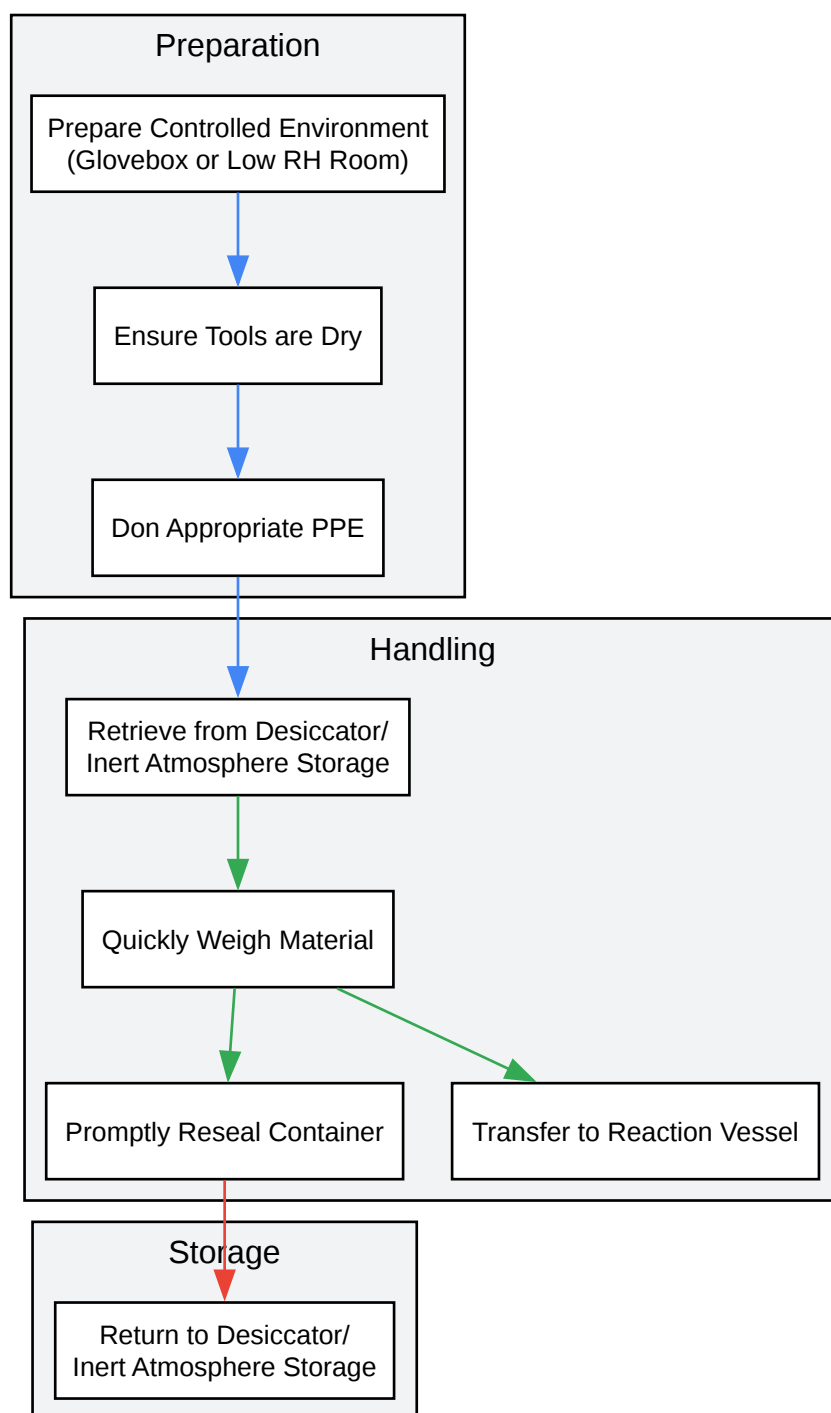 Preparation
Prepare Controlled Environment
(Glovebox or Low RH Room)
Ensure Tools are Dry
Don Appropriate PPE
Handling
Retrieve from Desiccator/
Inert Atmosphere Storage
Quickly Weigh Material
Promptly Reseal Container
Transfer to Reaction Vessel
Storage
Return to Desiccator/
Inert Atmosphere Storage